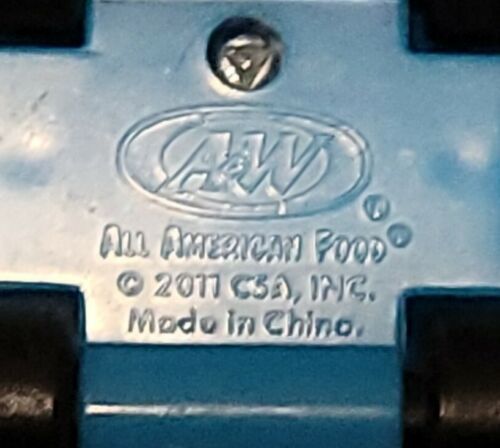 A&W®
ALL AMERICAN FOOD®
© 2011 CSA, INC.
Made in China.